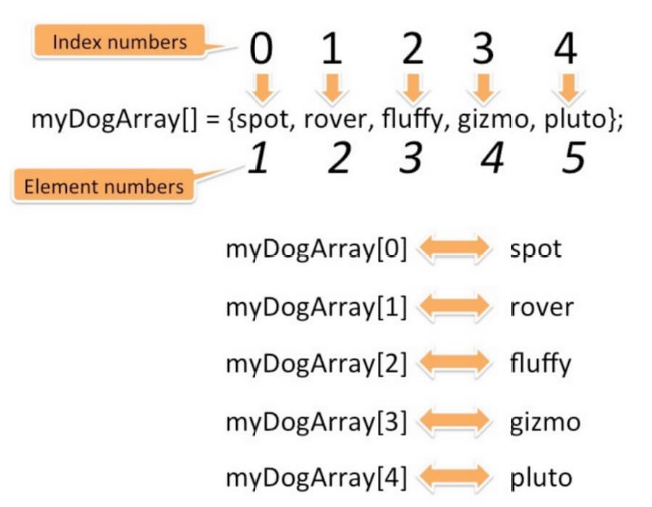 Index numbers 0 1 2 3 4
myDogArray[] = {spot, rover, fluffy, gizmo, pluto};
Element numbers 1 2 3 4 5
myDogArray[0] spot
myDogArray[1] rover
myDogArray[2] fluffy
myDogArray[3] gizmo
myDogArray[4] pluto